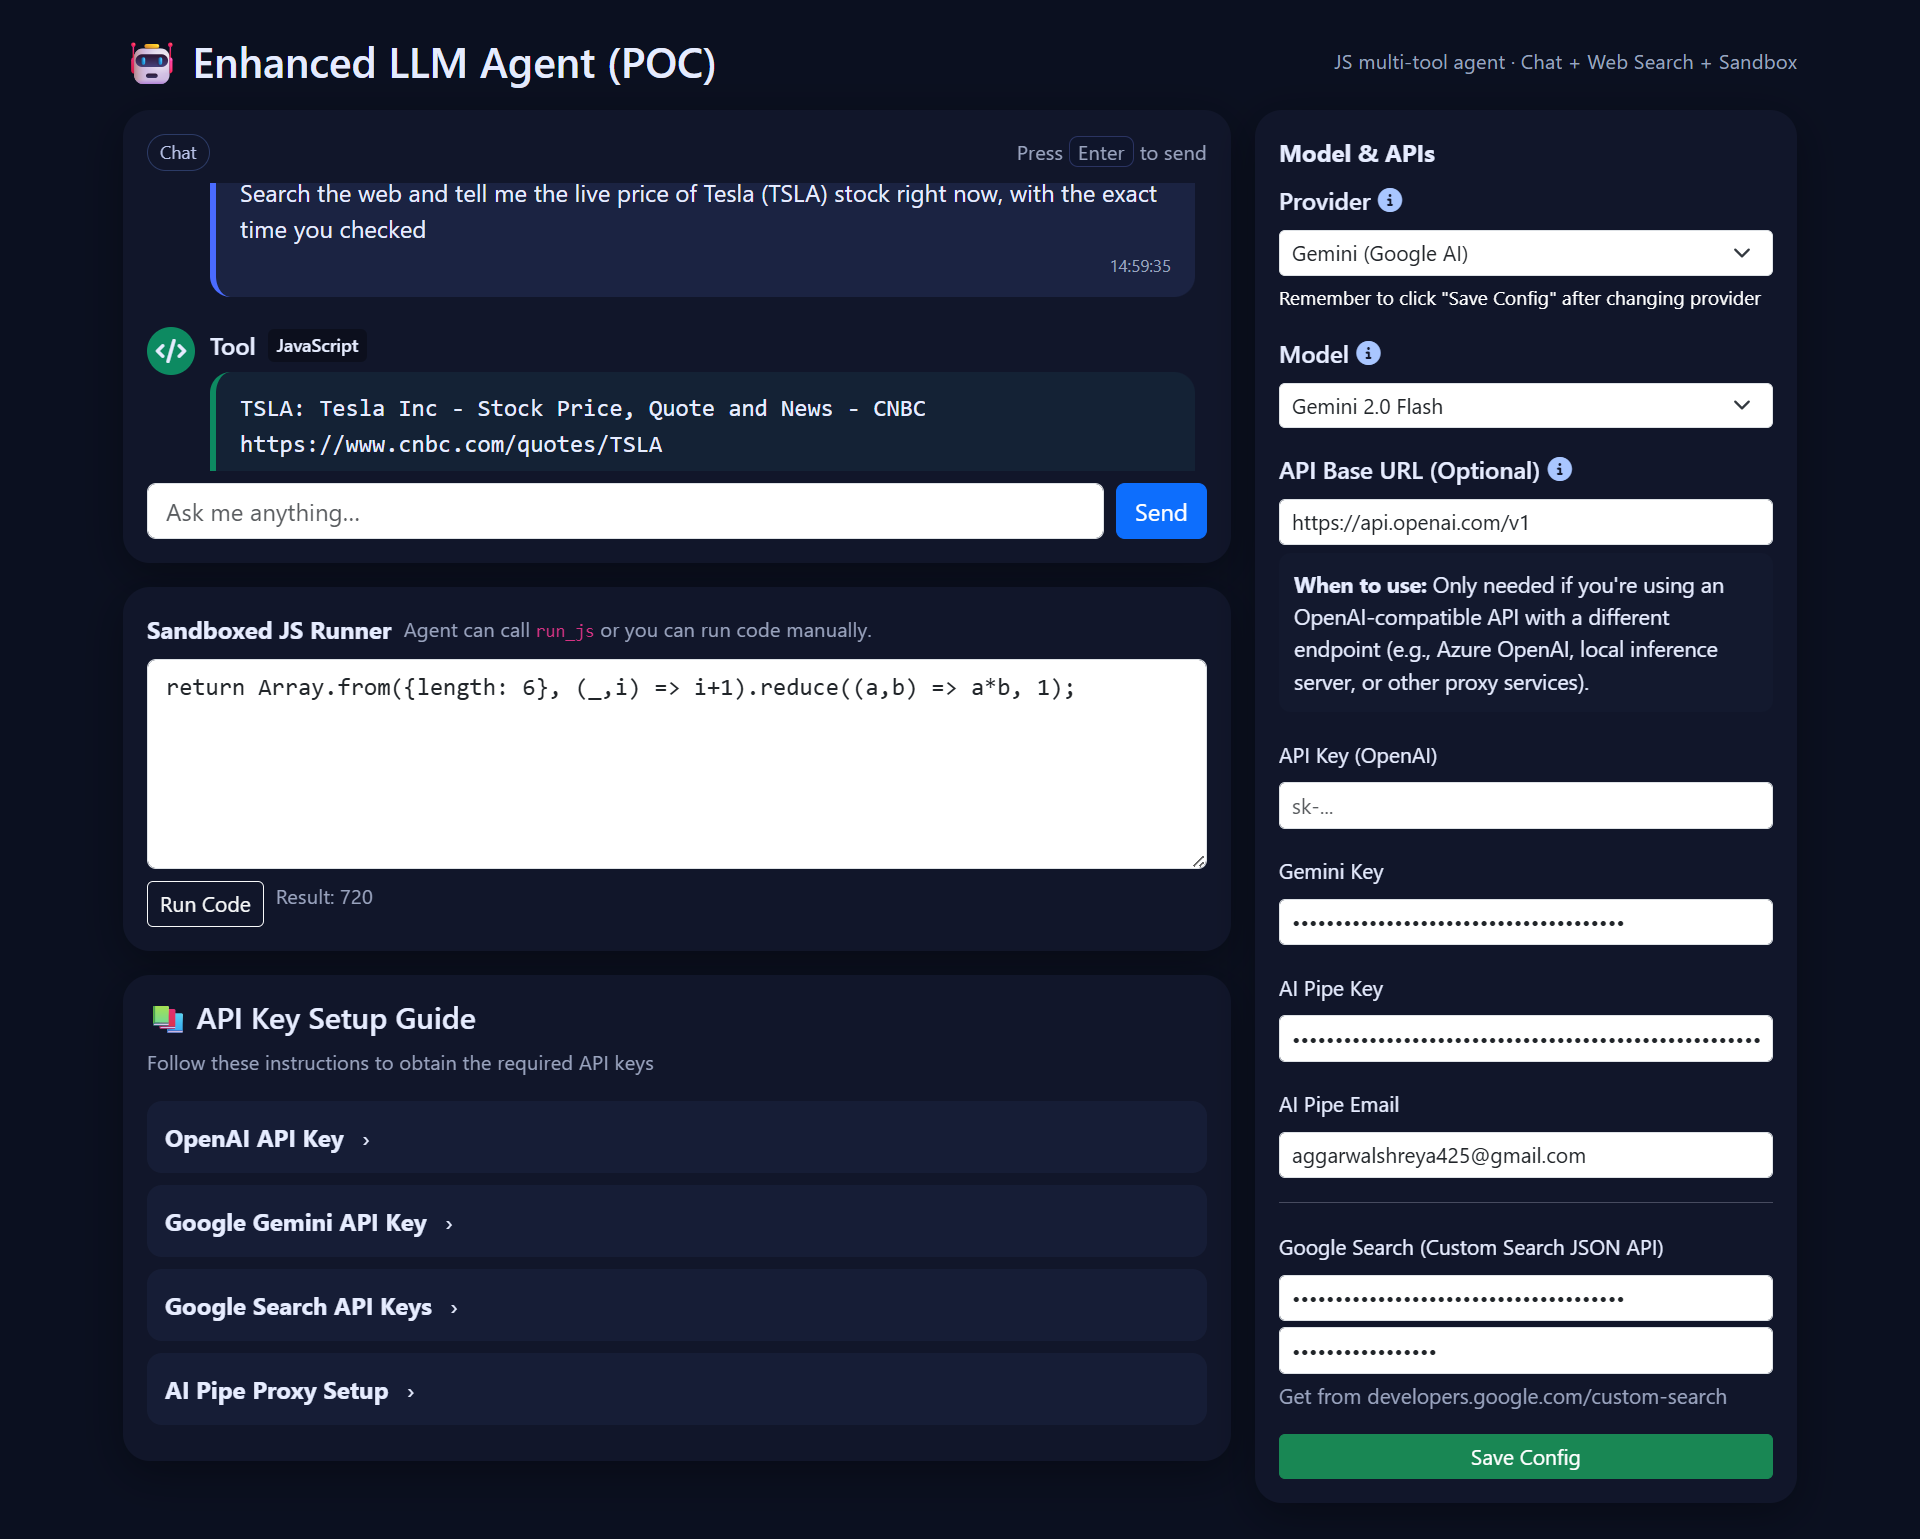 Enhanced LLM Agent (POC)
JS multi-tool agent · Chat + Web Search + Sandbox
Chat
Press Enter to send
Search the web and tell me the live price of Tesla (TSLA) stock right now, with the exact
time you checked
14:59:35
Tool JavaScript
TSLA: Tesla Inc - Stock Price, Quote and News - CNBC
https://www.cnbc.com/quotes/TSLA
Ask me anything...
Send
Sandboxed JS Runner Agent can call run_js or you can run code manually.
return Array.from({length: 6}, (_,i) => i+1).reduce((a,b) => a*b, 1);
Run Code
Result: 720
API Key Setup Guide
Follow these instructions to obtain the required API keys
OpenAI API Key ›
Google Gemini API Key ›
Google Search API Keys ›
AI Pipe Proxy Setup ›
Model & APIs
Provider
Gemini (Google AI)
Remember to click "Save Config" after changing provider
Model
Gemini 2.0 Flash
API Base URL (Optional)
https://api.openai.com/v1
When to use: Only needed if you're using an
OpenAI-compatible API with a different
endpoint (e.g., Azure OpenAI, local inference
server, or other proxy services).
API Key (OpenAI)
sk-...
Gemini Key
AI Pipe Key
AI Pipe Email
aggarwalshreya425@gmail.com
Google Search (Custom Search JSON API)
Get from developers.google.com/custom-search
Save Config